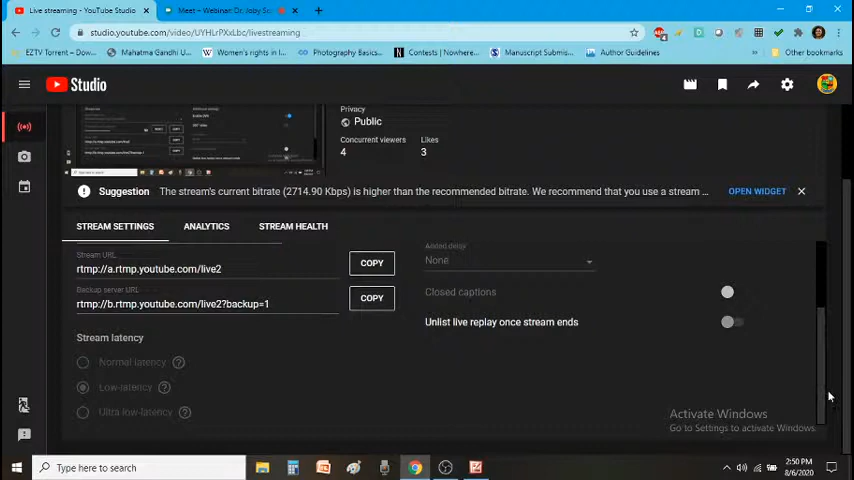 Live streaming - YouTube Studio
Meet – Webinar: Dr. Joby
studio.youtube.com/video/UYHLrPXxLbc/livestreaming
EZTV Torrent – Dow...
Mahatma Gandhi U...
Women's rights in I...
Photography Basics...
Contests | Nowhere...
Manuscript Submis...
Author Guidelines
Other bookmarks
Studio
Privacy
Public
Concurrent viewers
Likes
4
3
Suggestion The stream's current bitrate (2714.90 Kbps) is higher than the recommended bitrate. We recommend that you use a stream ... OPEN WIDGET
STREAM SETTINGS ANALYTICS STREAM HEALTH
Stream URL
rtmp://a.rtmp.youtube.com/live2
COPY
Backup server URL
rtmp://b.rtmp.youtube.com/live2?backup=1
COPY
Added delay
None
Closed captions
Unlist live replay once stream ends
Stream latency
Normal latency
Low-latency
Ultra low-latency
Activate Windows
Go to Settings to activate Windows.
Type here to search
2:50 PM
8/6/2020